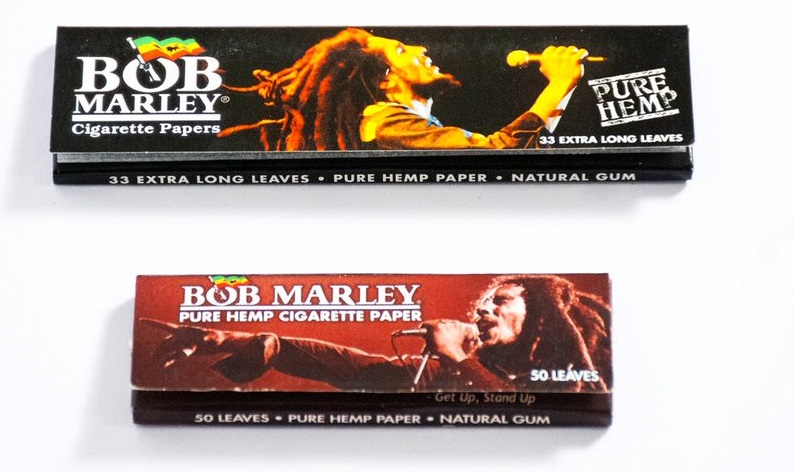 BOB
MARLEY®
Cigarette Papers
PURE
HEMP
33 EXTRA LONG LEAVES
33 EXTRA LONG LEAVES • PURE HEMP PAPER • NATURAL GUM
BOB MARLEY
PURE HEMP CIGARETTE PAPER
50 LEAVES
- Get Up, Stand Up
50 LEAVES • PURE HEMP PAPER • NATURAL GUM